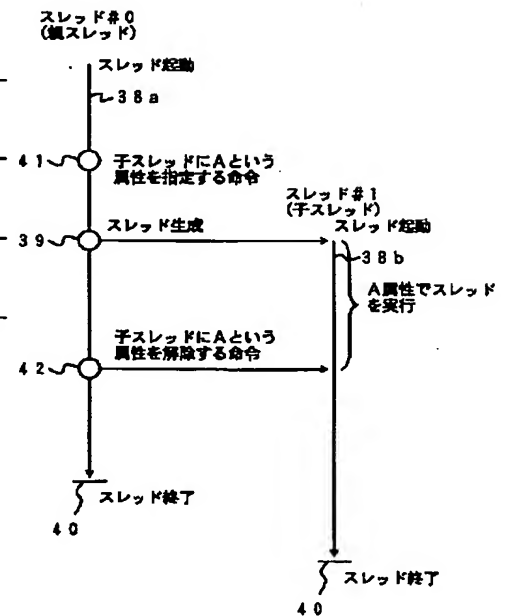 スレッド#0
(親スレッド)
スレッド起動
38a
41
子スレッドにAという
属性を指定する命令
スレッド#1
(子スレッド)
39
スレッド生成
スレッド起動
38b
A属性でスレッド
を実行
子スレッドにAという
属性を解除する命令
42
スレッド終了
40
スレッド終了
40